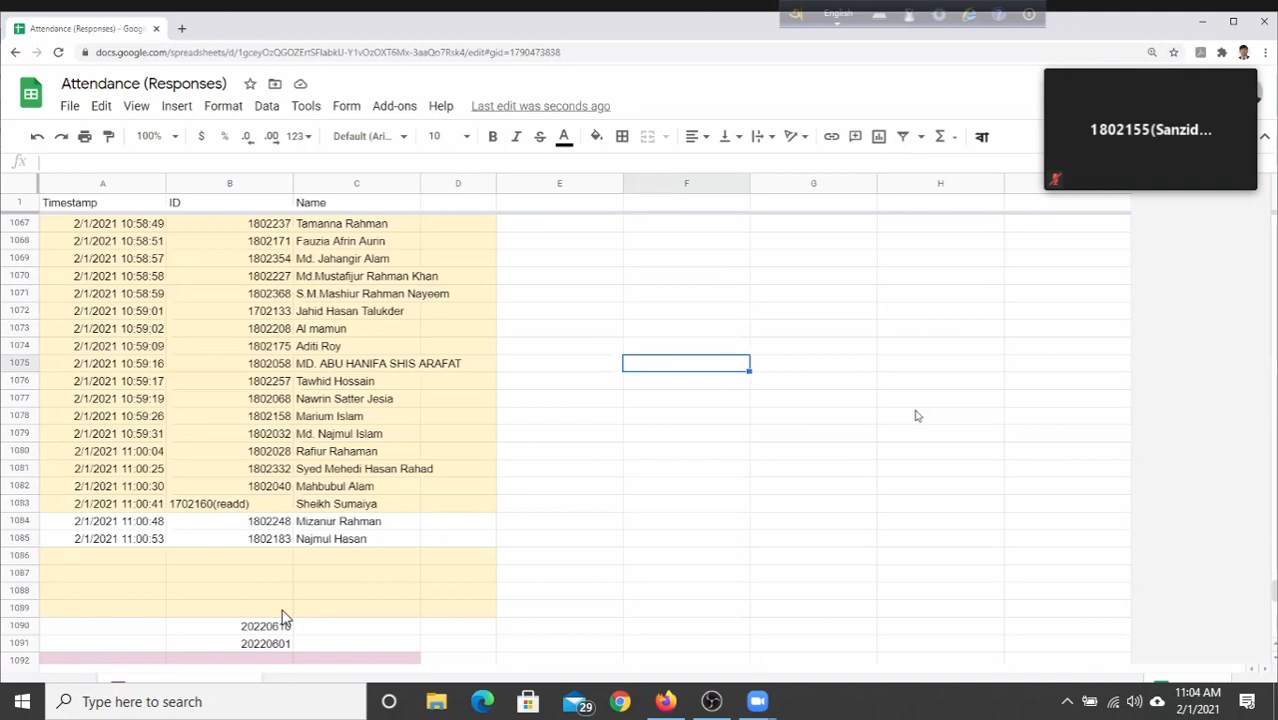 Attendance (Responses) - Googl
English
docs.google.com/spreadsheets/d/1gceyOzQGOZErtSFlabkU-Y1vOzOXT6Mx-3aaQo7Rsk4/edit#gid=1790473838
Attendance (Responses)
File Edit View Insert Format Data Tools Form Add-ons Help Last edit was seconds ago
100% $ % .0 .00 123 Default (Ari... 10 B I S A Σ বা
1802155(Sanzid...
fx
A B C D E F G H
1 Timestamp ID Name
1067 2/1/2021 10:58:49 1802237 Tamanna Rahman
1068 2/1/2021 10:58:51 1802171 Fauzia Afrin Aurin
1069 2/1/2021 10:58:57 1802354 Md. Jahangir Alam
1070 2/1/2021 10:58:58 1802227 Md.Mustafijur Rahman Khan
1071 2/1/2021 10:58:59 1802368 S.M.Mashiur Rahman Nayeem
1072 2/1/2021 10:59:01 1702133 Jahid Hasan Talukder
1073 2/1/2021 10:59:02 1802208 Al mamun
1074 2/1/2021 10:59:09 1802175 Aditi Roy
1075 2/1/2021 10:59:16 1802058 MD. ABU HANIFA SHIS ARAFAT
1076 2/1/2021 10:59:17 1802257 Tawhid Hossain
1077 2/1/2021 10:59:19 1802068 Nawrin Satter Jesia
1078 2/1/2021 10:59:26 1802158 Marium Islam
1079 2/1/2021 10:59:31 1802032 Md. Najmul Islam
1080 2/1/2021 11:00:04 1802028 Rafiur Rahaman
1081 2/1/2021 11:00:25 1802332 Syed Mehedi Hasan Rahad
1082 2/1/2021 11:00:30 1802040 Mahbubul Alam
1083 2/1/2021 11:00:41 1702160(readd) Sheikh Sumaiya
1084 2/1/2021 11:00:48 1802248 Mizanur Rahman
1085 2/1/2021 11:00:53 1802183 Najmul Hasan
1086
1087
1088
1089
1090
1091 20220601
1092
Type here to search
29
11:04 AM
2/1/2021